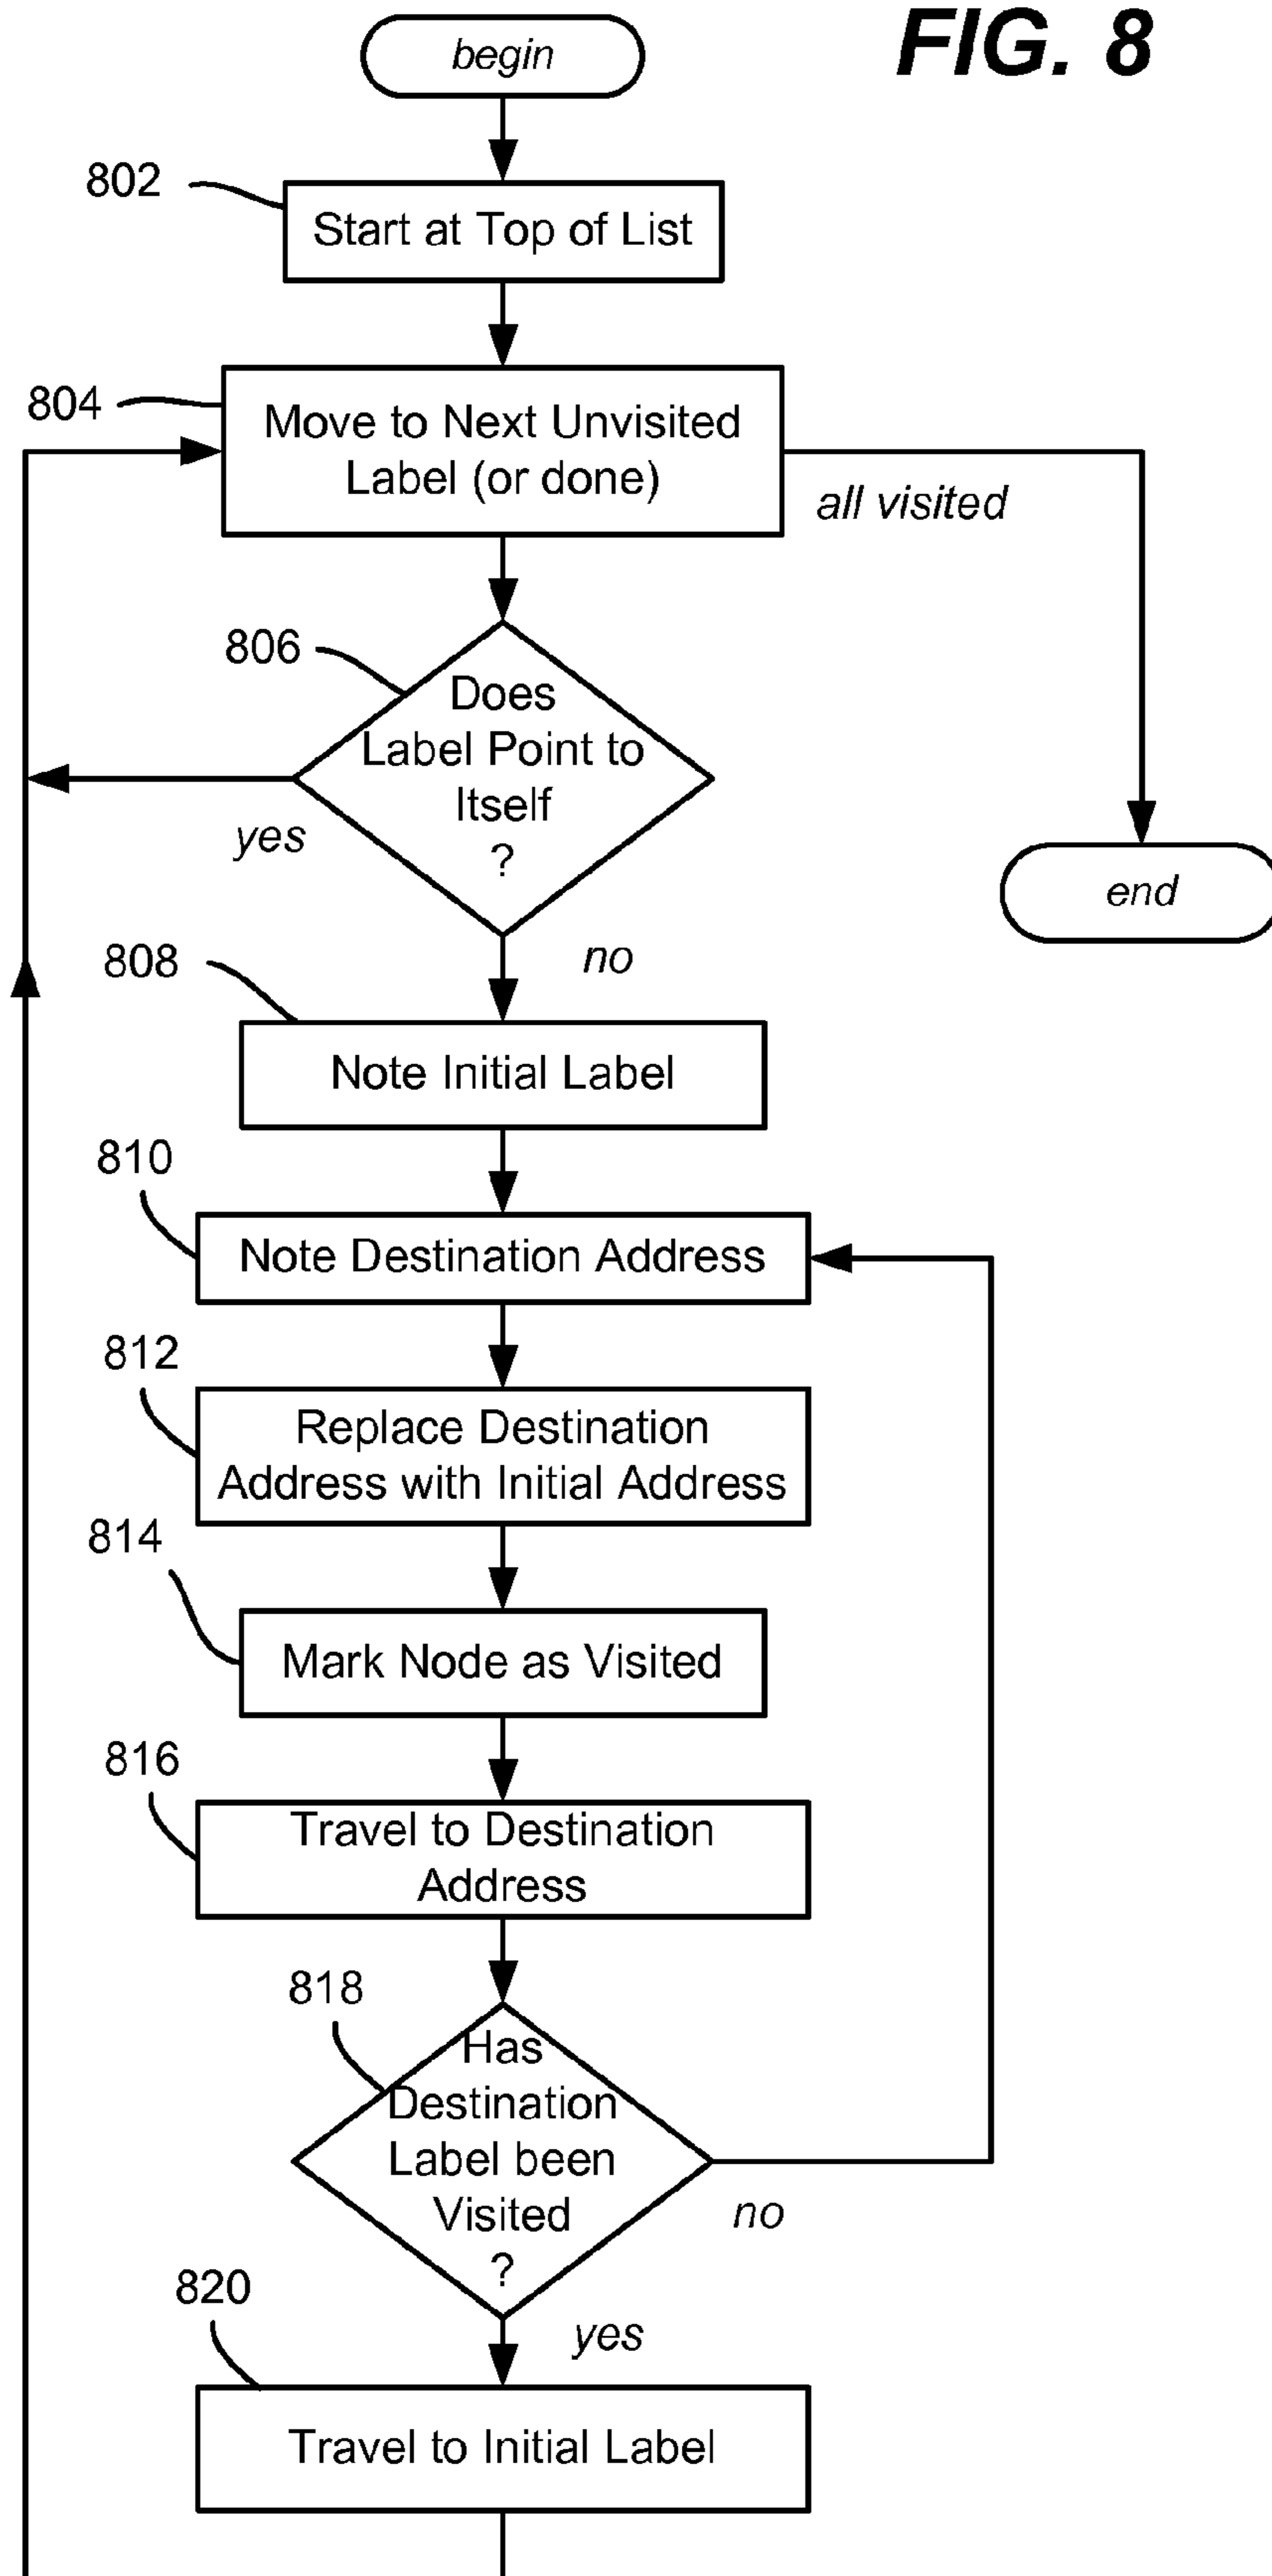 FIG. 8
begin
802
Start at Top of List
804
Move to Next Unvisited
Label (or done)
all visited
806
Does
Label Point to
Itself
?
yes
end
no
808
Note Initial Label
810
Note Destination Address
812
Replace Destination
Address with Initial Address
814
Mark Node as Visited
816
Travel to Destination
Address
818
Has
Destination
Label been
Visited
?
no
yes
820
Travel to Initial Label